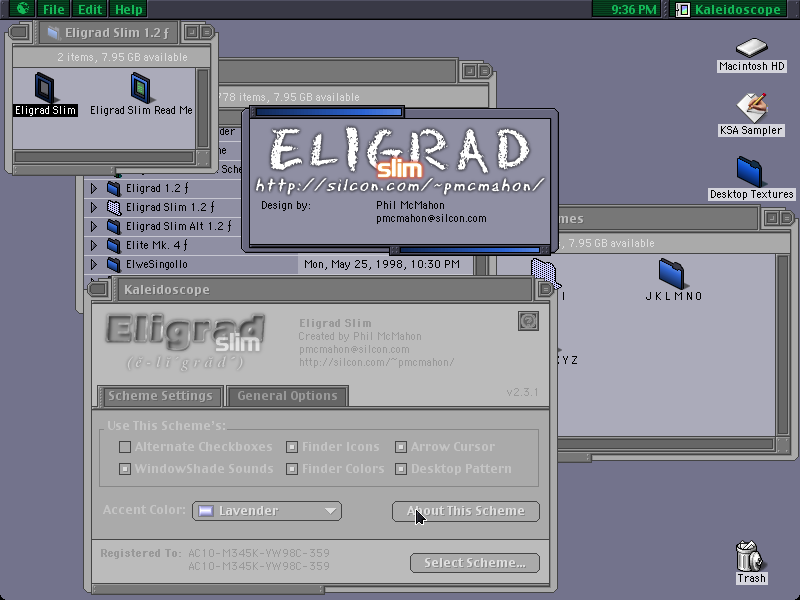 File Edit Help
9:36 PM
Kaleidoscope
Eligrad Slim 1.2 ƒ
2 items, 7.95 GB available
Eligrad Slim
Eligrad Slim Read Me
778 items, 7.95 GB available
Eligrad 1.2 ƒ
Eligrad Slim 1.2 ƒ
Eligrad Slim Alt 1.2 ƒ
Elite Mk. 4 ƒ
ElweSingollo
Mon, May 25, 1998, 10:30 PM
ELIGRAD
slim
http://silcon.com/~pmcmahon/
Design by:
Phil McMahon
pmcmahon@silcon.com
Macintosh HD
KSA Sampler
Desktop Textures
, 7.95 GB available
JKLMNO
Kaleidoscope
Eligrad
slim
(ē-lī´grăd´)
Eligrad Slim
Created by Phil McMahon
pmcmahon@silcon.com
http://silcon.com/~pmcmahon/
v2.3.1
Scheme Settings
General Options
Use This Scheme's:
Alternate Checkboxes
Finder Icons
Arrow Cursor
WindowShade Sounds
Finder Colors
Desktop Pattern
Accent Color:
Lavender
About This Scheme
Registered To: AC10-M345K-VW98C-359
AC10-M345K-VW98C-359
Select Scheme...
Trash